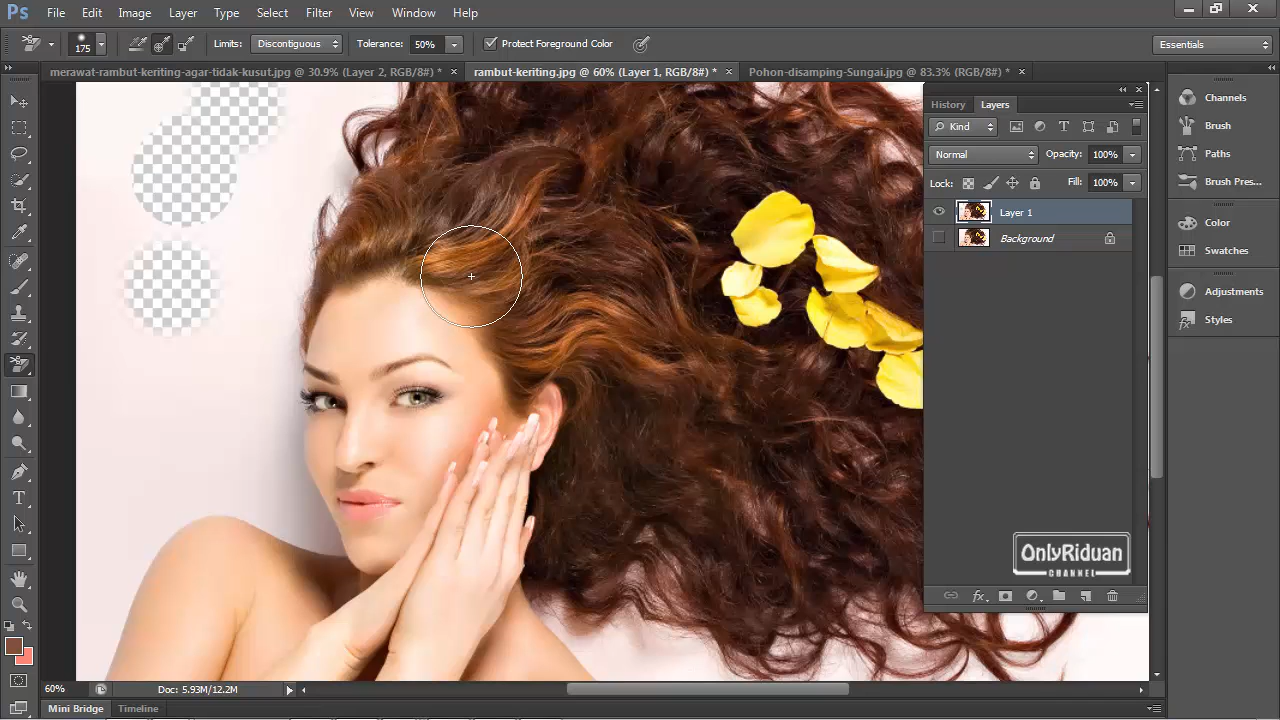 Ps File Edit Image Layer Type Select Filter View Window Help
175 Limits: Discontiguous Tolerance: 50% Protect Foreground Color Essentials
merawat-rambut-keriting-agar-tidak-kusut.jpg @ 30.9% (Layer 2, RGB/8#) * rambut-keriting.jpg @ 60% (Layer 1, RGB/8#) * Pohon-disamping-Sungai.jpg @ 83.3% (RGB/8#) *
History Layers
Kind
Normal Opacity: 100%
Lock: Fill: 100%
Layer 1
Background
Channels
Brush
Paths
Brush Pres...
Color
Swatches
Adjustments
Styles
OnlyRiduan
CHANNEL
60% Doc: 5.93M/12.2M
Mini Bridge Timeline